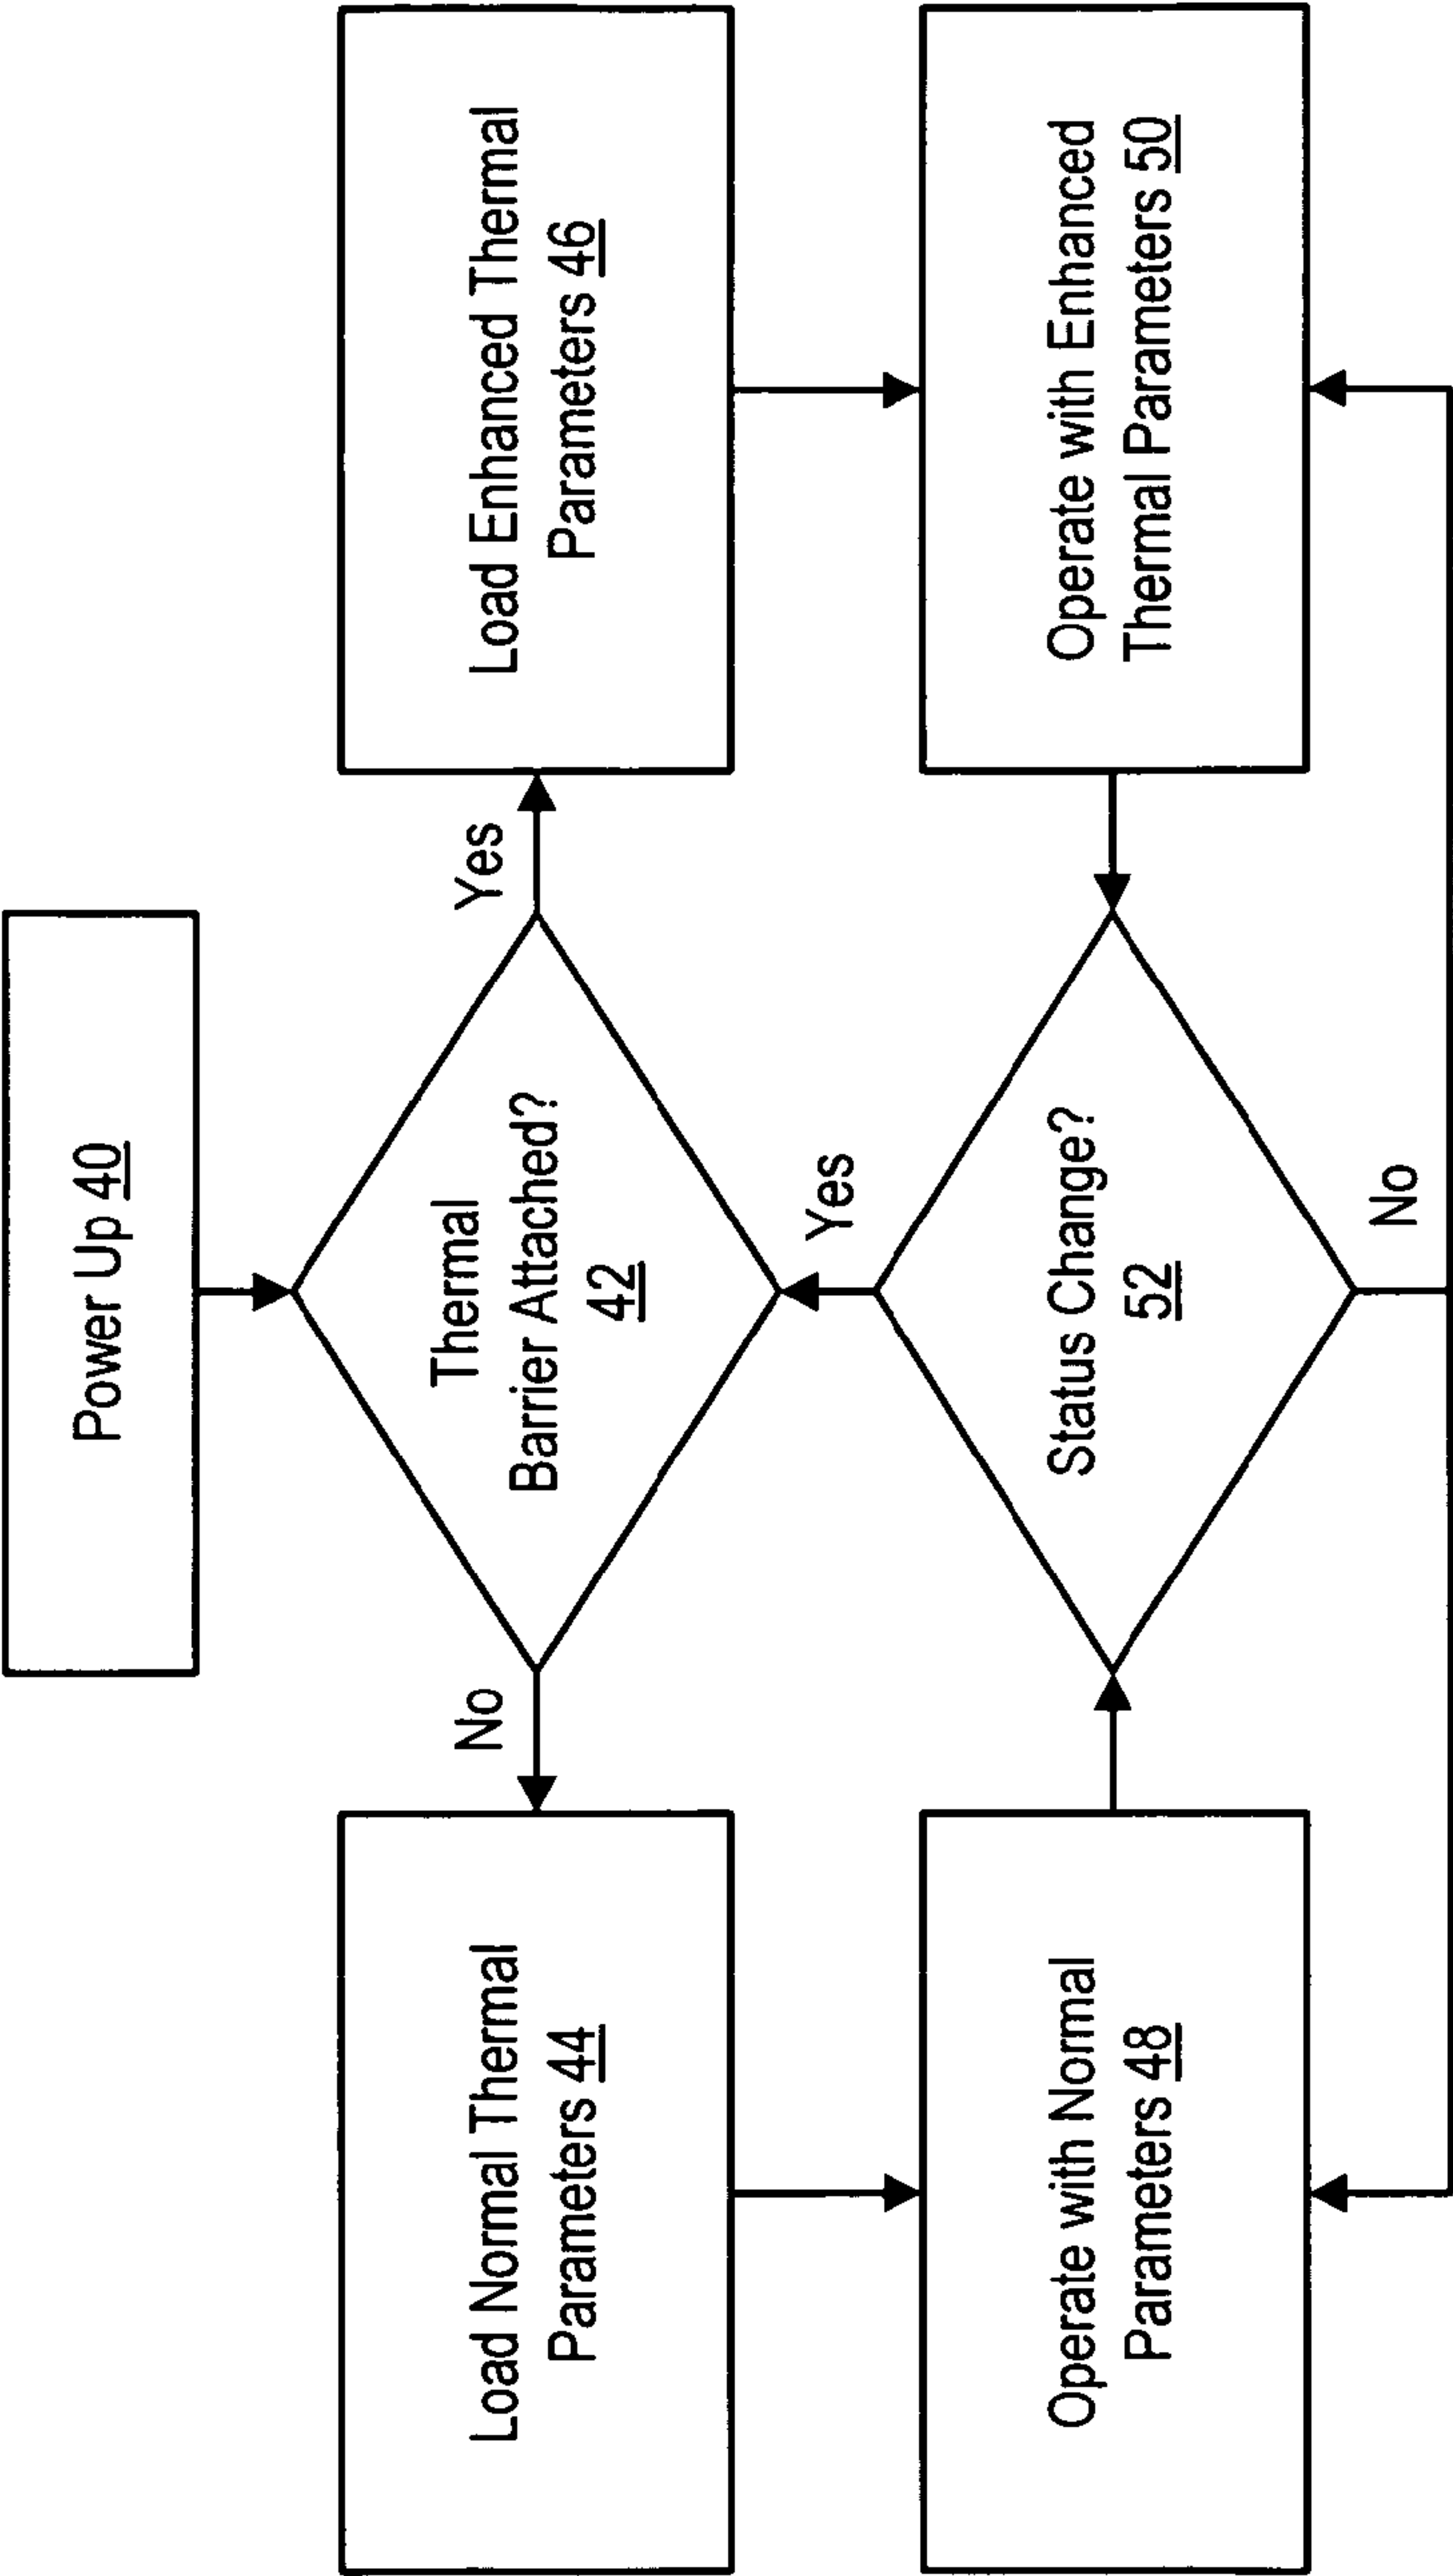 Power Up 40
Thermal
Barrier Attached?
42
No
Yes
Load Normal Thermal
Parameters 44
Load Enhanced Thermal
Parameters 46
Yes
Operate with Normal
Parameters 48
Status Change?
52
Operate with Enhanced
Thermal Parameters 50
No